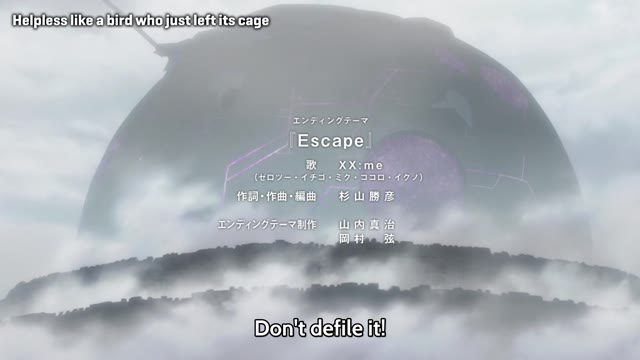 Helpless like a bird who just left its cage
エンディングテーマ
『Escape』
歌 XX:me
(ゼロツー・イチゴ・ミク・ココロ・イクノ)
作詞・作曲・編曲 杉山勝彦
エンディングテーマ制作 山内真治
岡村 弦
Don't defile it!